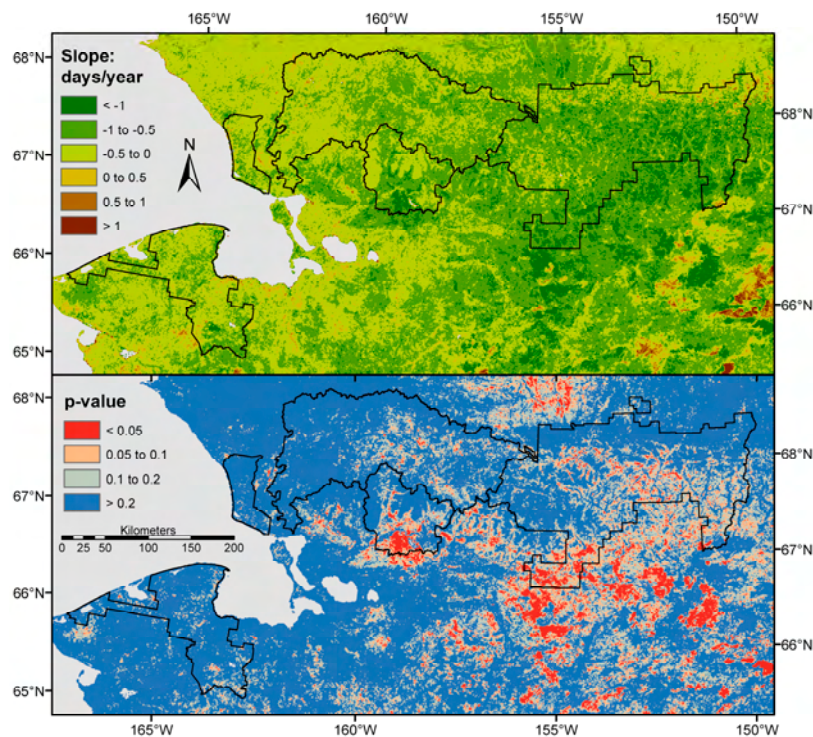 165°W 160°W 155°W 150°W
68°N
Slope:
days/year
< -1
-1 to -0.5
-0.5 to 0
0 to 0.5
0.5 to 1
> 1
N
68°N
67°N
67°N
66°N
66°N
65°N
68°N
p-value
< 0.05
0.05 to 0.1
0.1 to 0.2
> 0.2
68°N
67°N
Kilometers
0 25 50 100 150 200
67°N
66°N
66°N
65°N
165°W 160°W 155°W 150°W